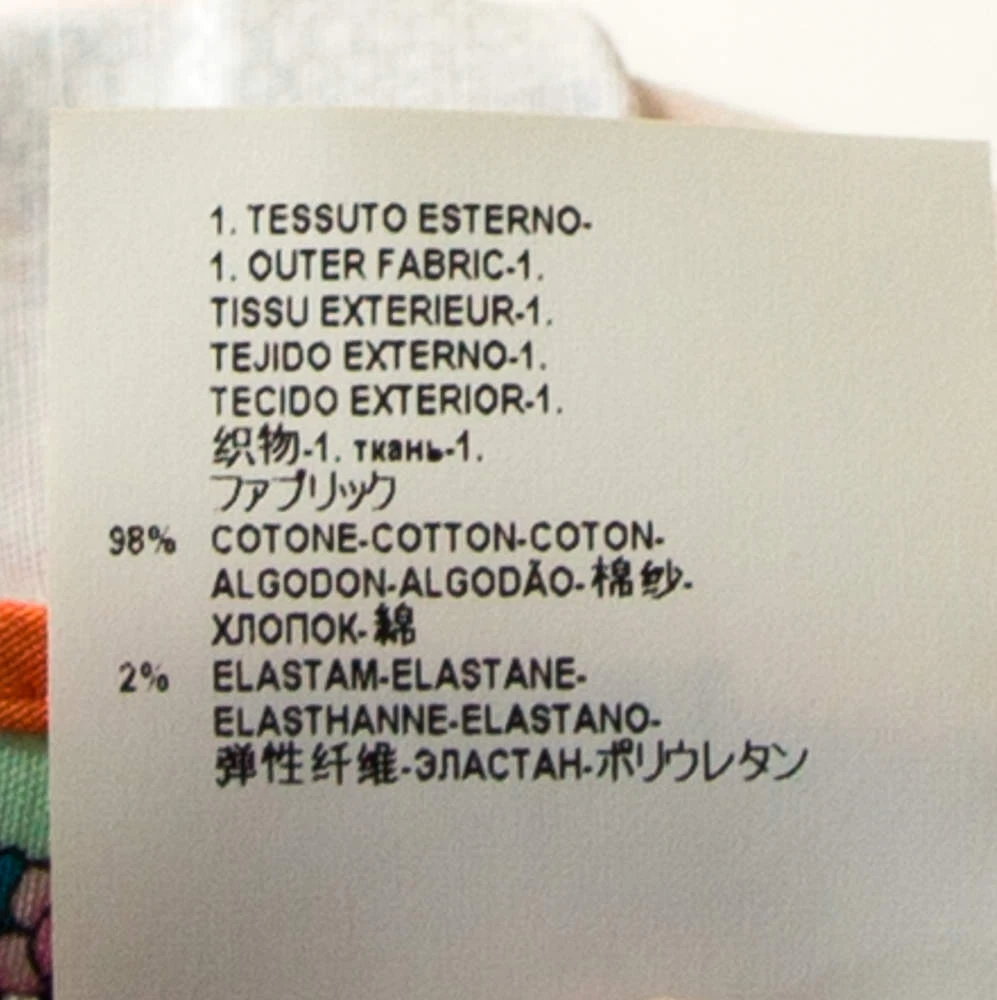 1. TESSUTO ESTERNO-
1. OUTER FABRIC-1.
TISSU EXTERIEUR-1.
TEJIDO EXTERNO-1.
TECIDO EXTERIOR-1.
织物-1. ткань-1.
ファブリック
98% COTONE-COTTON-COTON-
ALGODON-ALGODÃO-棉纱-
ХЛОПОК-綿
2% ELASTAM-ELASTANE-
ELASTHANNE-ELASTANO-
弹性纤维-ЭЛАСТАН-ポリウレタン